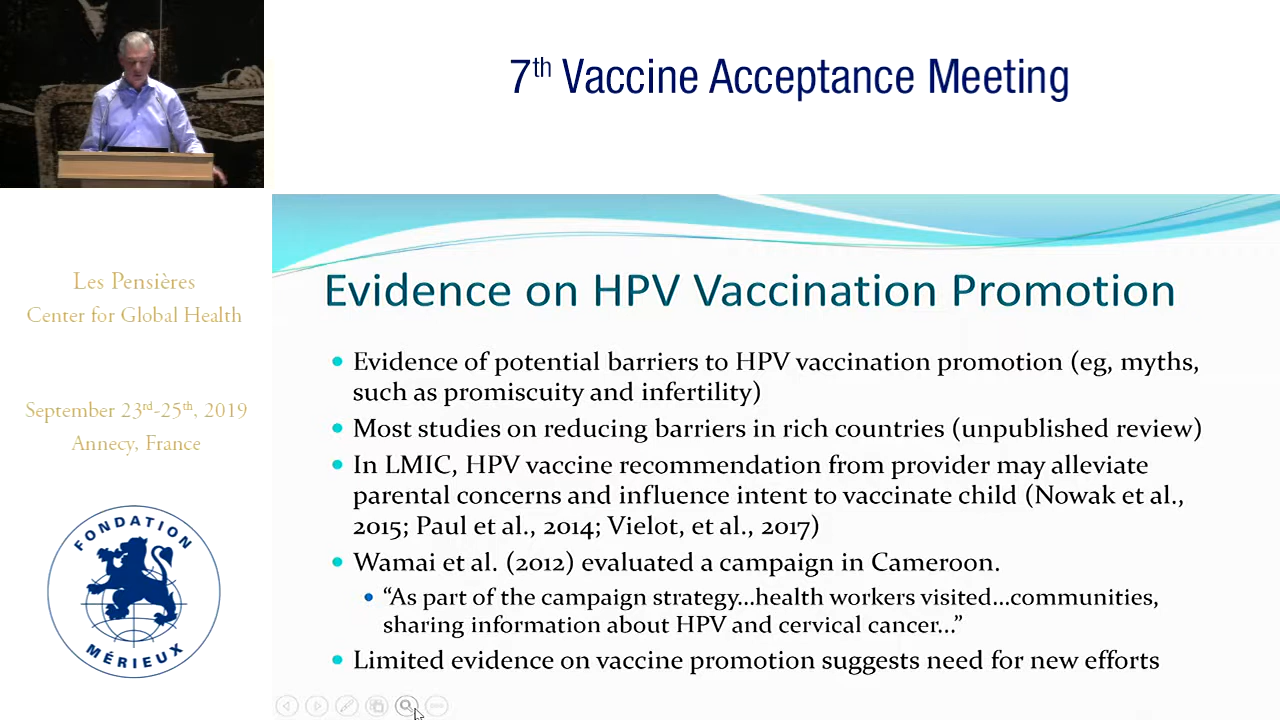 7th Vaccine Acceptance Meeting
Les Pensières
Center for Global Health
September 23rd-25th, 2019
Annecy, France
FONDATION
MÉRIEUX
Evidence on HPV Vaccination Promotion
Evidence of potential barriers to HPV vaccination promotion (eg, myths,
such as promiscuity and infertility)
Most studies on reducing barriers in rich countries (unpublished review)
In LMIC, HPV vaccine recommendation from provider may alleviate
parental concerns and influence intent to vaccinate child (Nowak et al.,
2015; Paul et al., 2014; Vielot, et al., 2017)
Wamai et al. (2012) evaluated a campaign in Cameroon.
“As part of the campaign strategy…health workers visited…communities,
sharing information about HPV and cervical cancer…”
Limited evidence on vaccine promotion suggests need for new efforts